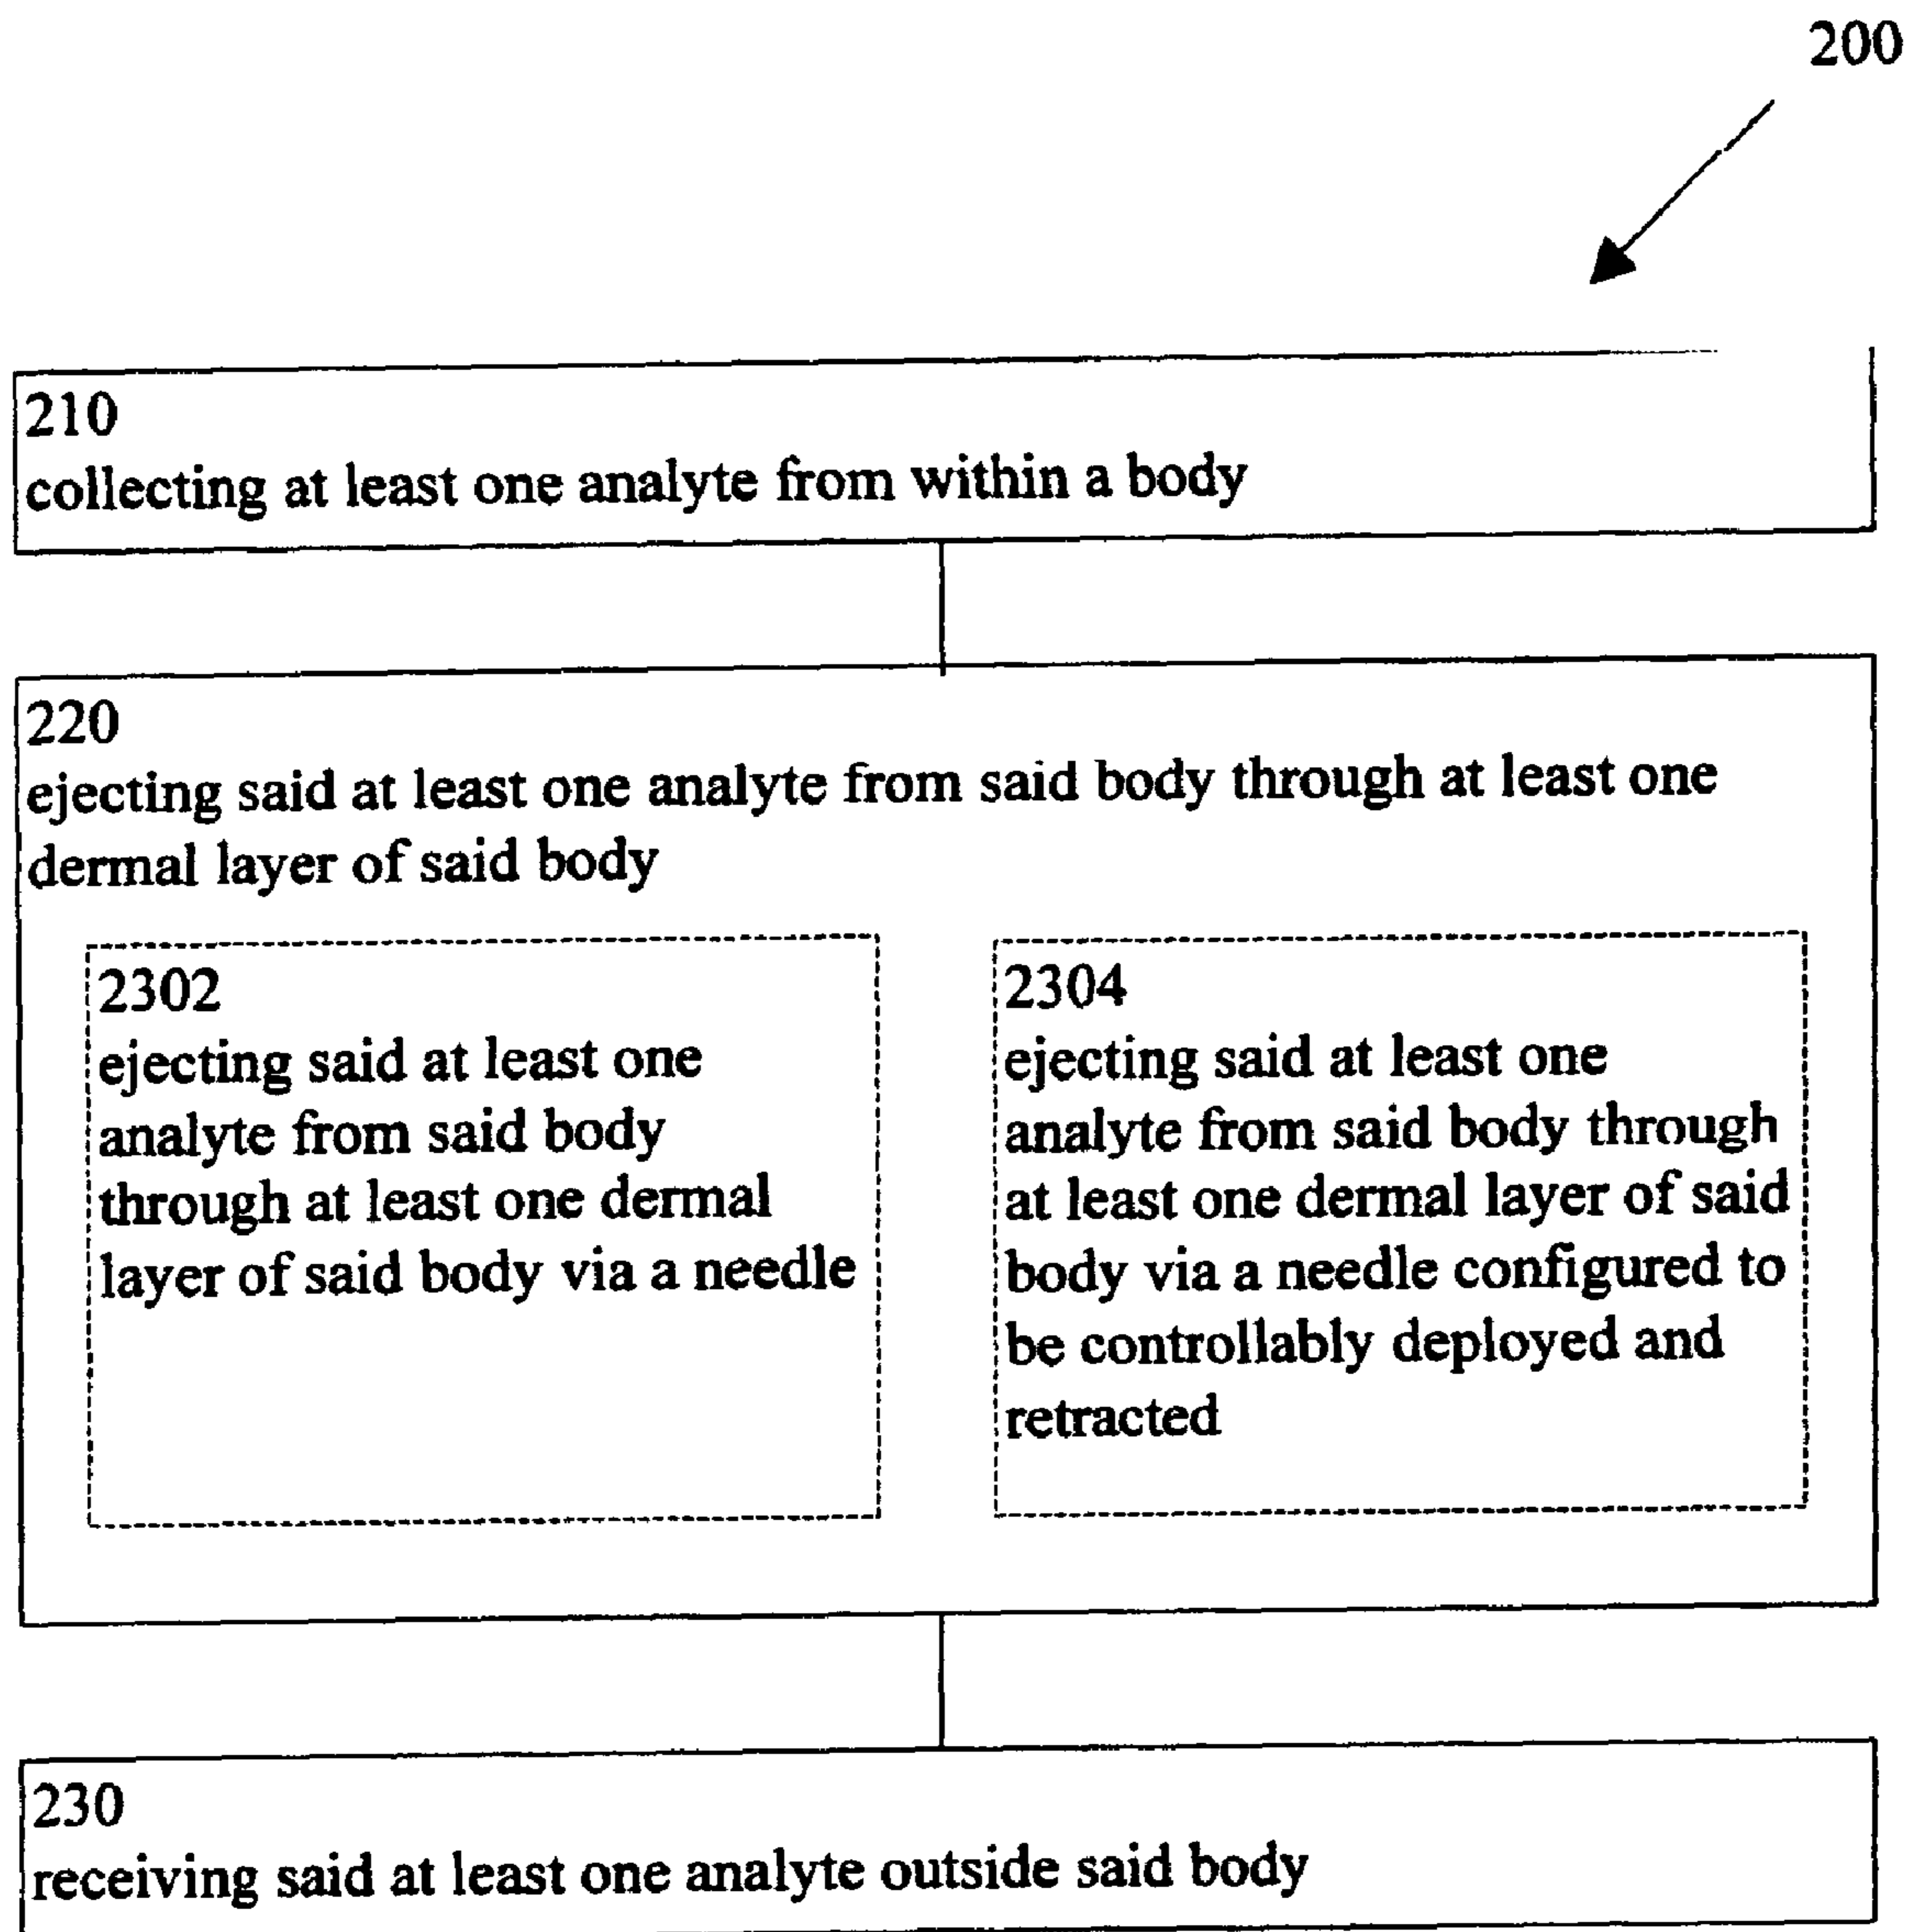 200
210
collecting at least one analyte from within a body
220
ejecting said at least one analyte from said body through at least one
dermal layer of said body
2302
ejecting said at least one
analyte from said body
through at least one dermal
layer of said body via a needle
2304
ejecting said at least one
analyte from said body through
at least one dermal layer of said
body via a needle configured to
be controllably deployed and
retracted
230
receiving said at least one analyte outside said body